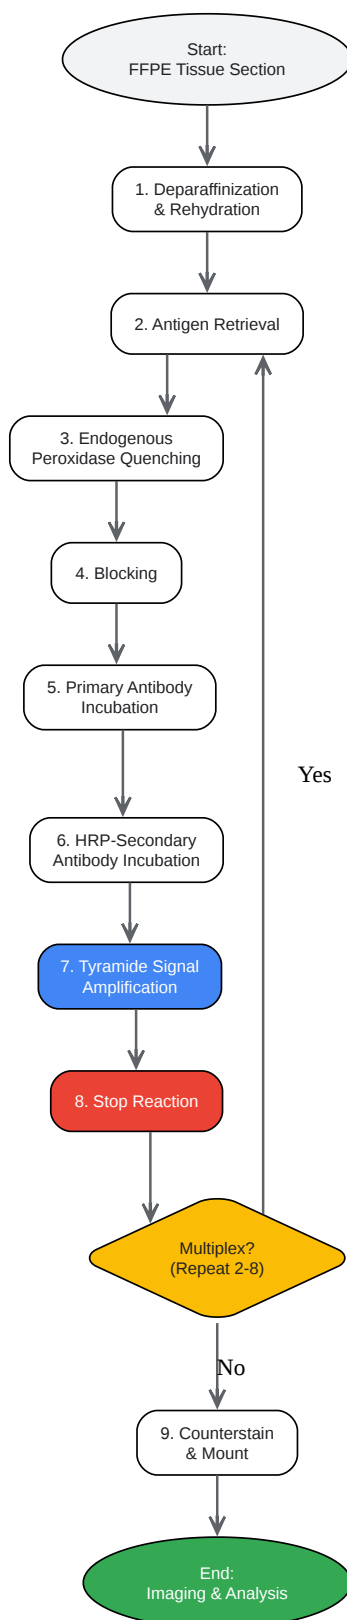 Start:
FFPE Tissue Section
1. Deparaffinization
& Rehydration
2. Antigen Retrieval
3. Endogenous
Peroxidase Quenching
4. Blocking
5. Primary Antibody
Incubation
Yes
6. HRP-Secondary
Antibody Incubation
7. Tyramide Signal
Amplification
8. Stop Reaction
Multiplex?
(Repeat 2-8)
No
9. Counterstain
& Mount
End:
Imaging & Analysis